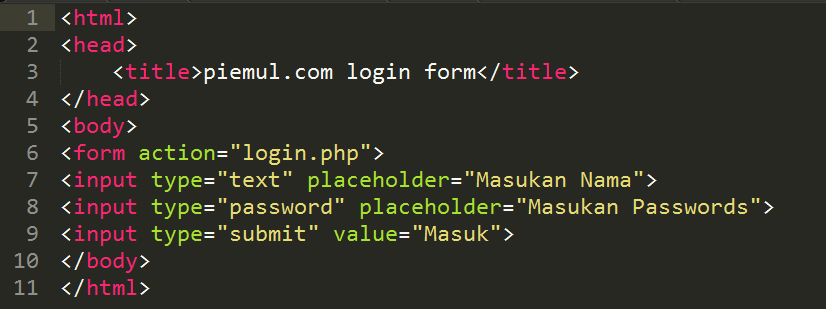 1 <html>
2 <head>
3     <title>piemul.com login form</title>
4 </head>
5 <body>
6 <form action="login.php">
7 <input type="text" placeholder="Masukan Nama">
8 <input type="password" placeholder="Masukan Passwords">
9 <input type="submit" value="Masuk">
10 </body>
11 </html>